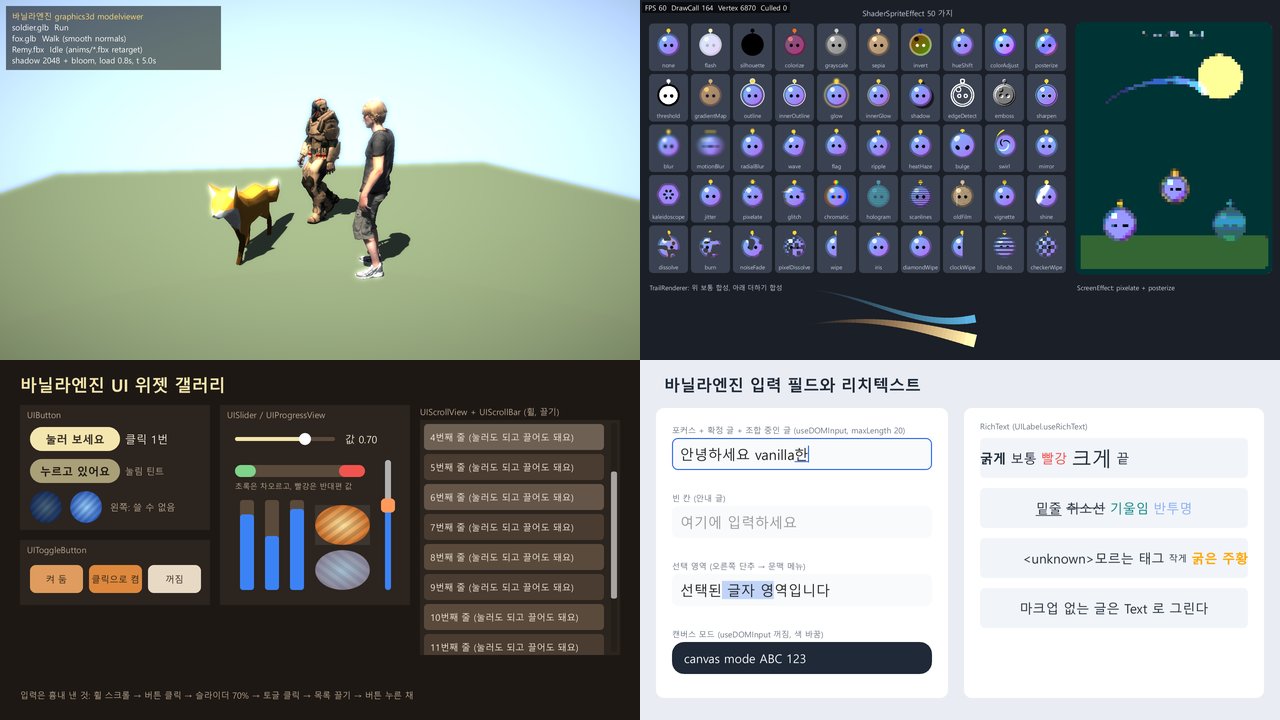 바닐라엔진 graphics3d modelviewer
soldier.glb Run
fox.glb Walk (smooth normals)
Remy.fbx Idle (anims/*.fbx retarget)
shadow 2048 + bloom, load 0.8s, t 5.0s
FPS 60 DrawCall 164 Vertex 6870 Culled 0
ShaderSpriteEffect 50 가지
none flash silhouette colorize grayscale sepia invert hueShift colorAdjust posterize
threshold gradientMap outline innerOutline glow innerGlow shadow edgeDetect emboss sharpen
blur motionBlur radialBlur wave flag ripple heatHaze bulge swirl mirror
kaleidoscope jitter pixelate glitch chromatic hologram scanlines oldFilm vignette shine
dissolve burn noiseFade pixelDissolve wipe iris diamondWipe clockWipe blinds checkerWipe
TrailRenderer: 위 보통 합성, 아래 더하기 합성
ScreenEffect: pixelate + posterize
바닐라엔진 UI 위젯 갤러리
UIButton
눌러 보세요 클릭 1번
누르고 있어요 눌림 틴트
왼쪽: 쓸 수 없음
UIToggleButton
켜 둠 클릭으로 켬 꺼짐
UISlider / UIProgressView
값 0.70
초록은 차오르고, 빨강은 반대편 값
UIScrollView + UIScrollBar (휠, 끌기)
4번째 줄 (눌러도 되고 끌어도 돼요)
5번째 줄 (눌러도 되고 끌어도 돼요)
6번째 줄 (눌러도 되고 끌어도 돼요)
7번째 줄 (눌러도 되고 끌어도 돼요)
8번째 줄 (눌러도 되고 끌어도 돼요)
9번째 줄 (눌러도 되고 끌어도 돼요)
10번째 줄 (눌러도 되고 끌어도 돼요)
11번째 줄 (눌러도 되고 끌어도 돼요)
입력은 흉내 낸 것: 휠 스크롤 → 버튼 클릭 → 슬라이더 70% → 토글 클릭 → 목록 끌기 → 버튼 누른 채
바닐라엔진 입력 필드와 리치텍스트
포커스 + 확정 글 + 조합 중인 글 (useDOMInput, maxLength 20)
안녕하세요 vanilla한
빈 칸 (안내 글)
여기에 입력하세요
선택 영역 (오른쪽 단추 → 문맥 메뉴)
선택된 글자 영역입니다
캔버스 모드 (useDOMInput 꺼짐, 색 바꿈)
canvas mode ABC 123
RichText (UILabel.useRichText)
굵게 보통 빨강 크게 끝
밑줄 취소선 기울임 반투명
<unknown>모르는 태그 작게 굵은 주황
마크업 없는 글은 Text 로 그린다